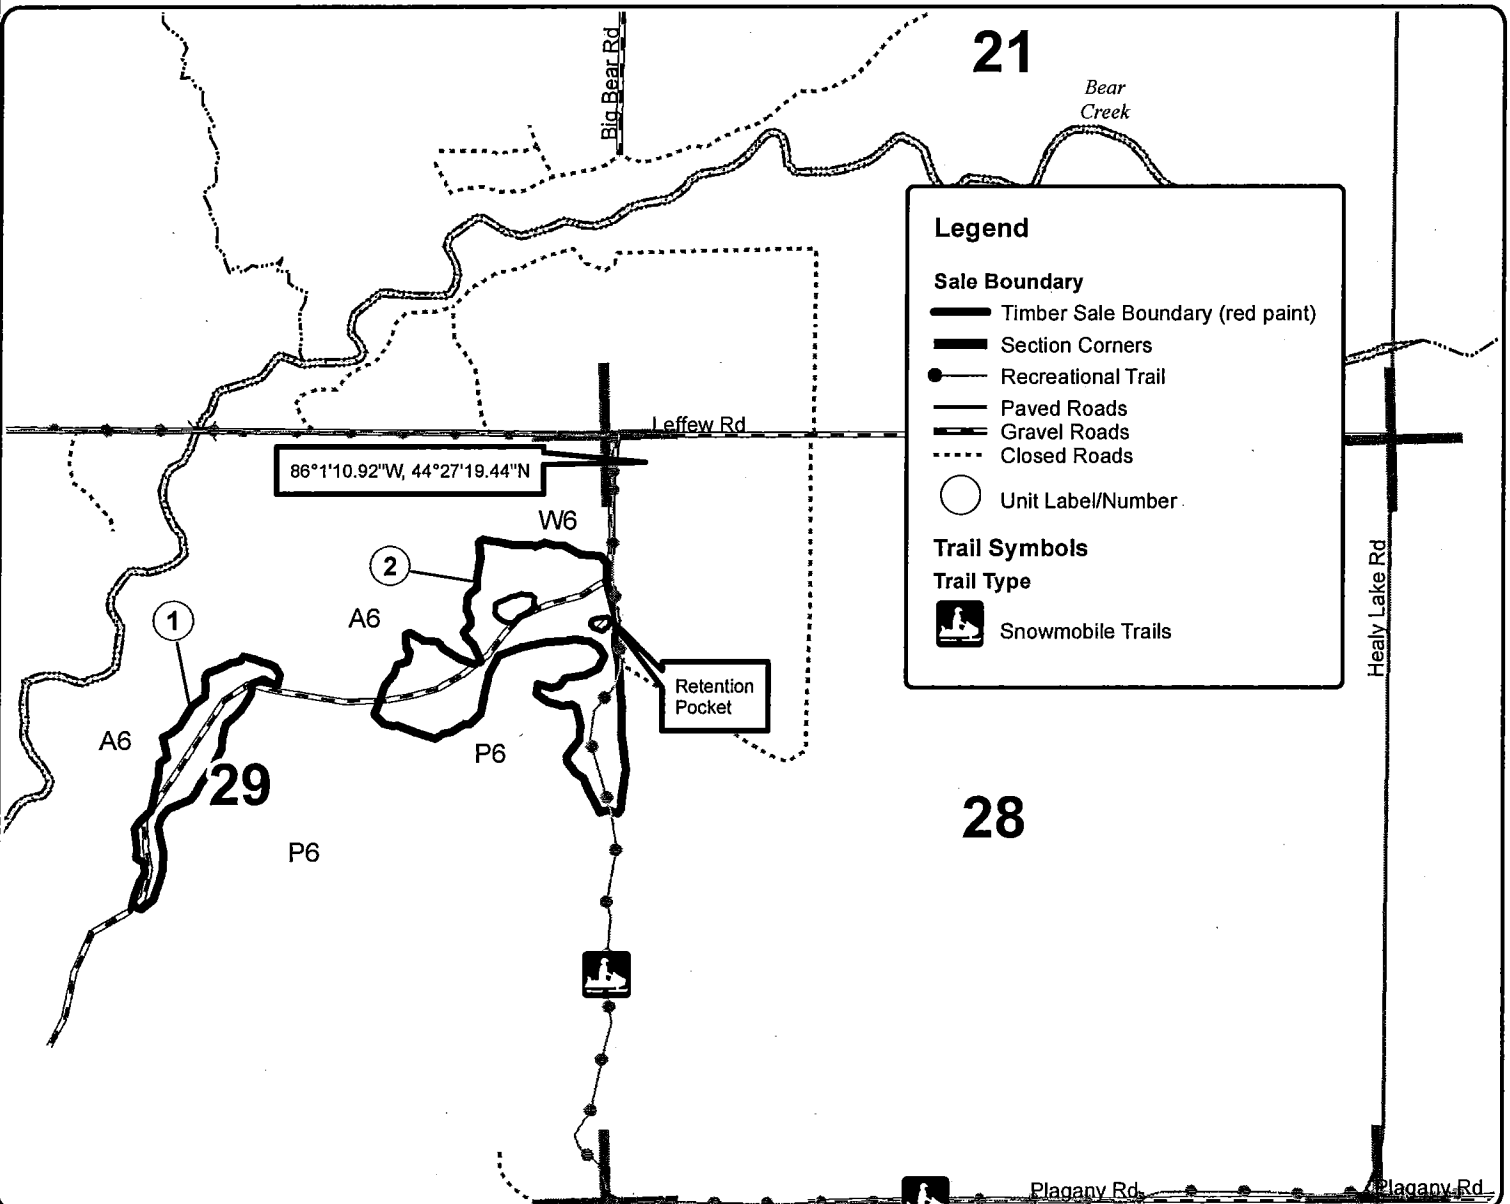 21
Big Bear Rd
Bear
Creek
Legend
Sale Boundary
Timber Sale Boundary (red paint)
Section Corners
Recreational Trail
Paved Roads
Gravel Roads
Closed Roads
Unit Label/Number
Trail Symbols
Trail Type
Snowmobile Trails
Leffew Rd
86°1'10.92"W, 44°27'19.44"N
W6
2
A6
1
Healy Lake Rd
Retention
Pocket
A6
P6
29
28
P6
Plagany Rd
Plagany Rd